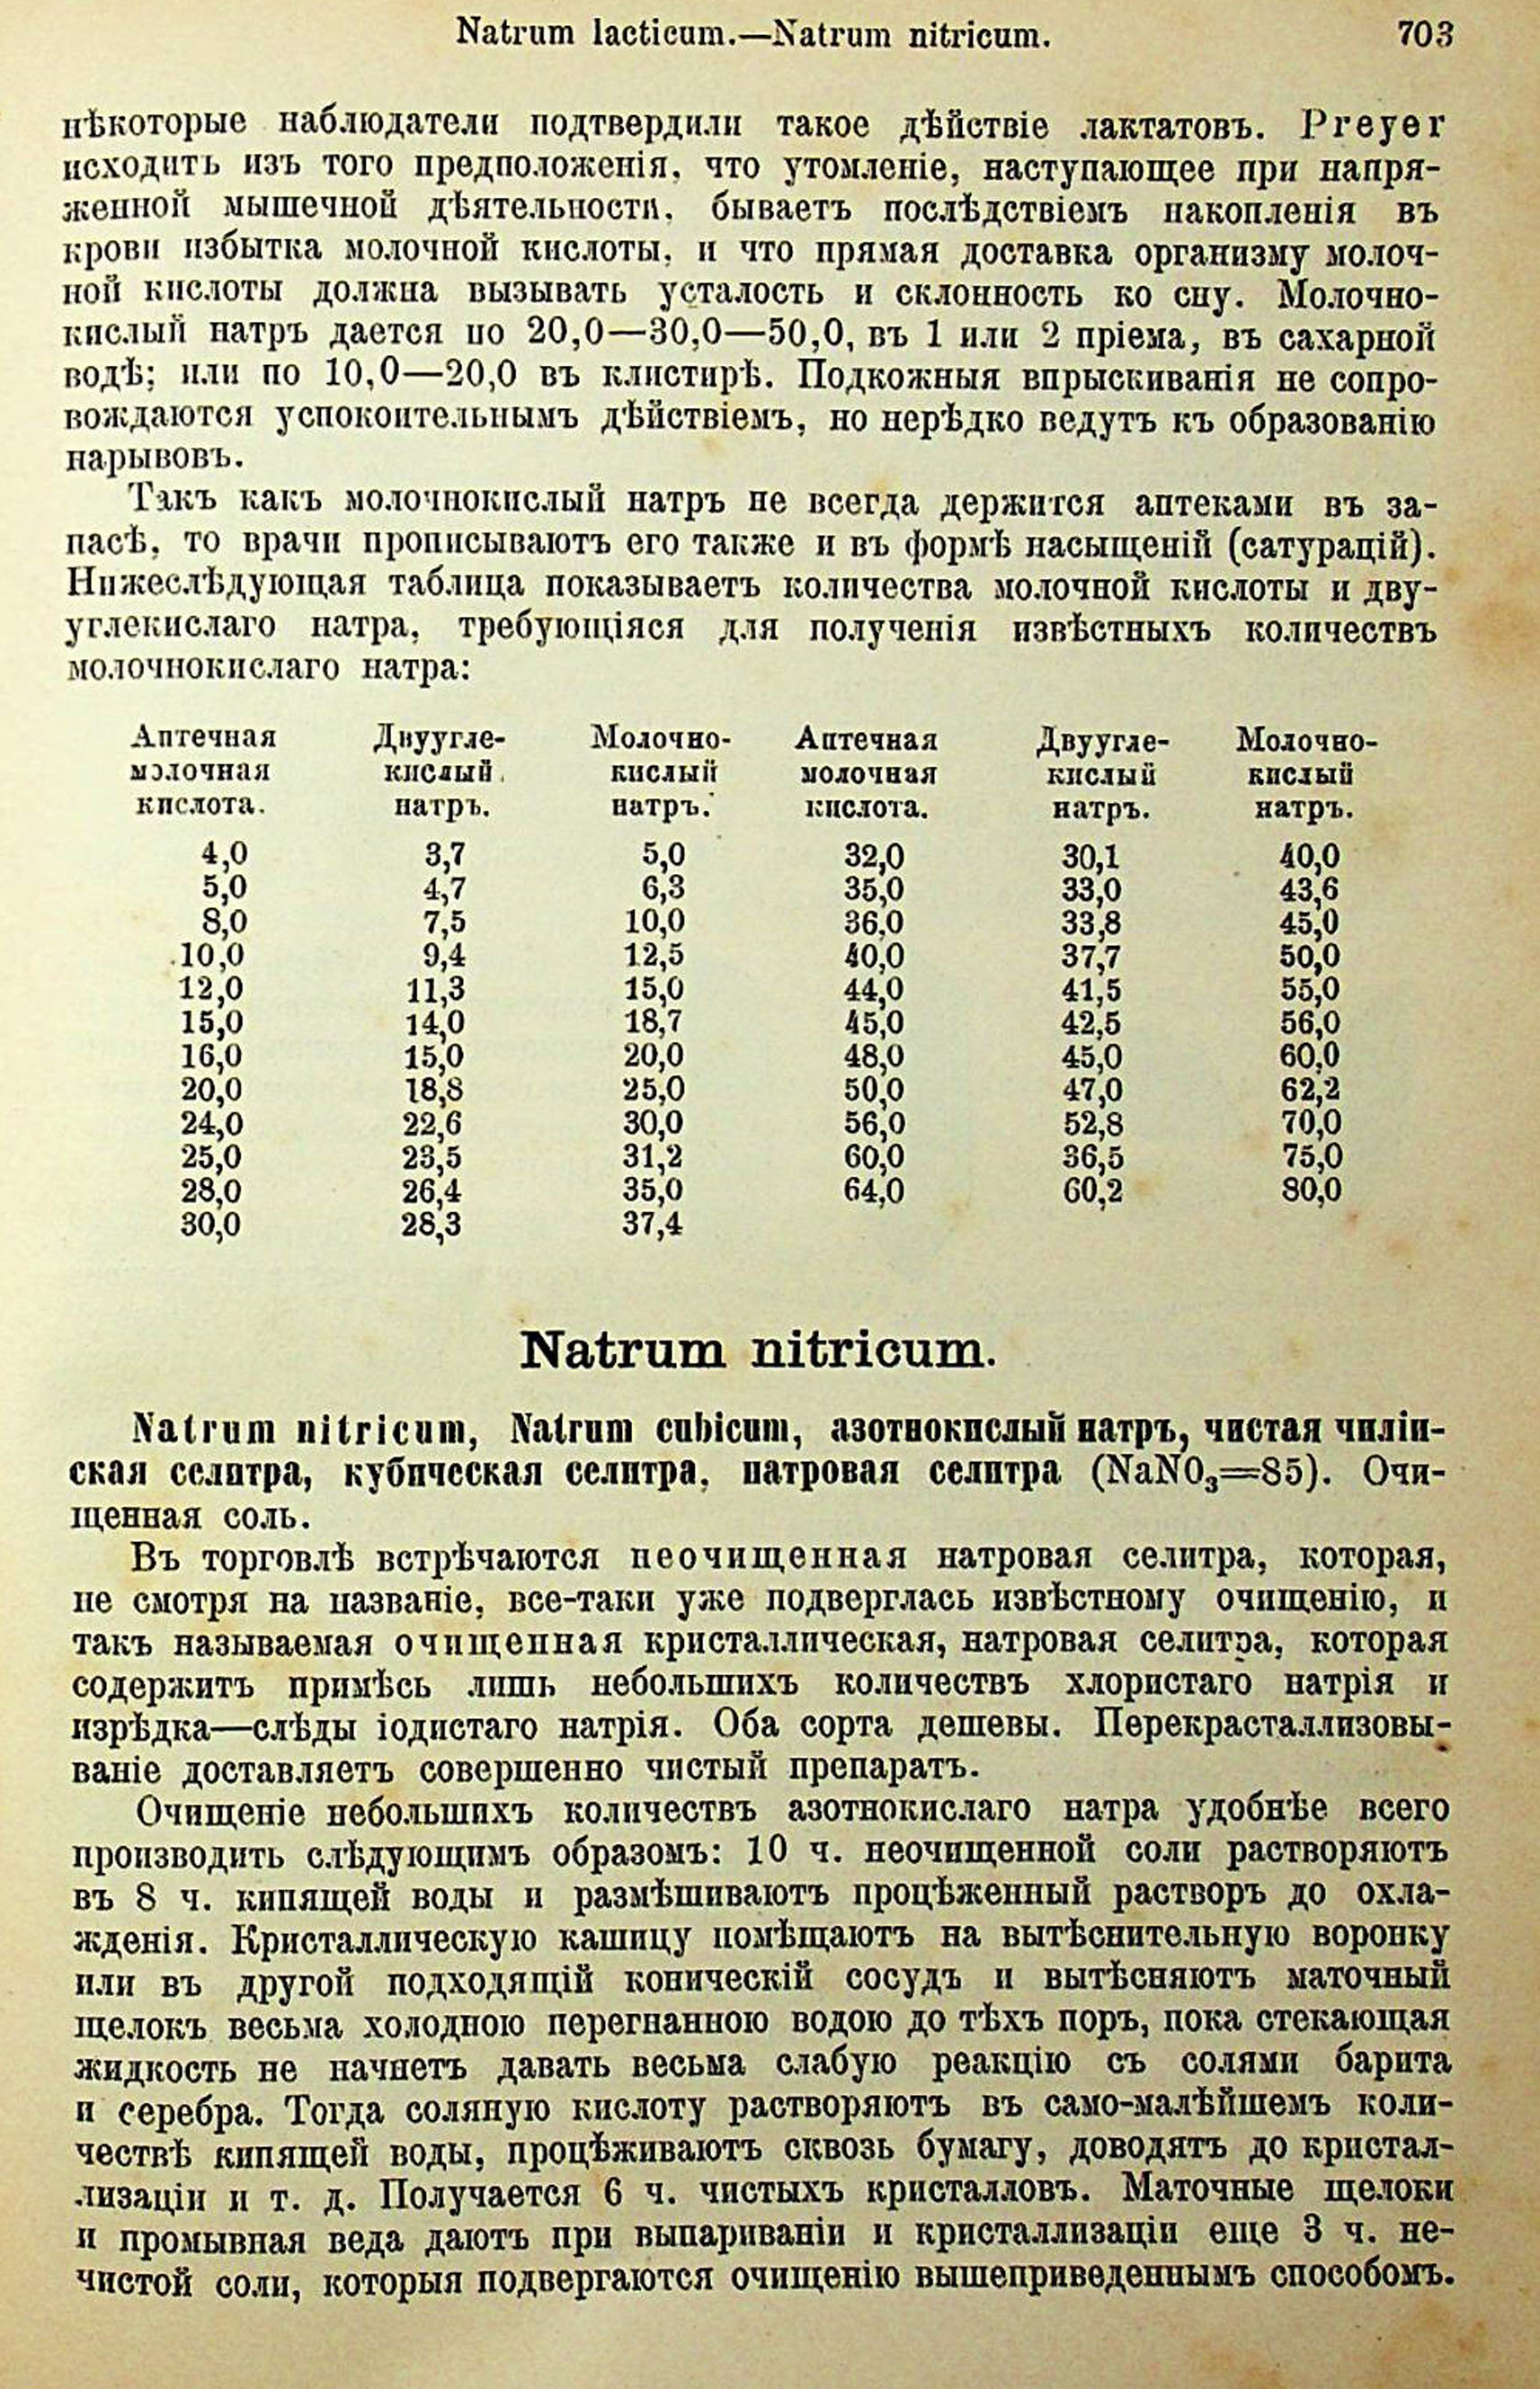 Natrum lacticum.—Natrum nitricum. 703
нѣкоторые наблюдатели подтвердили такое дѣйствіе лактатовъ. Preyer
исходитъ изъ того предположенія, что утомленіе, наступающее при напря-
женной мышечной дѣятельности, бываетъ послѣдствіемъ накопленія въ
крови избытка молочной кислоты, и что прямая доставка организму молоч-
ной кислоты должна вызывать усталость и склонность ко сну. Молочно-
кислый натръ дается по 20,0—30,0—50,0, въ 1 или 2 пріема, въ сахарной
водѣ; или по 10,0—20,0 въ клистирѣ. Подкожныя впрыскиванія не сопро-
вождаются успокоительнымъ дѣйствіемъ, но нерѣдко ведутъ къ образованію
нарывовъ.
Такъ какъ молочнокислый натръ не всегда держится аптеками въ за-
пасѣ, то врачи прописываютъ его также и въ формѣ насыщеній (сатурацій).
Нижеслѣдующая таблица показываетъ количества молочной кислоты и дву-
углекислаго натра, требующіяся для полученія извѣстныхъ количествъ
молочнокислаго натра:
Аптечная Двуугле- Молочно- Аптечная Двуугле- Молочно-
молочная кислый кислый молочная кислый кислый
кислота. натръ. натръ. кислота. натръ. натръ.
4,0 3,7 5,0 32,0 30,1 40,0
5,0 4,7 6,3 35,0 33,0 43,6
8,0 7,5 10,0 36,0 33,8 45,0
10,0 9,4 12,5 40,0 37,7 50,0
12,0 11,3 15,0 44,0 41,5 55,0
15,0 14,0 18,7 45,0 42,5 56,0
16,0 15,0 20,0 48,0 45,0 60,0
20,0 18,8 25,0 50,0 47,0 62,2
24,0 22,6 30,0 56,0 52,8 70,0
25,0 23,5 31,2 60,0 36,5 75,0
28,0 26,4 35,0 64,0 60,2 80,0
30,0 28,3 37,4
Natrum nitricum.
Natrum nitricum, Natrum cubicum, азотнокислый натръ, чистая чилій-
ская селитра, кубическая селитра, натровая селитра (NaNO₃=85). Очи-
щенная соль.
Въ торговлѣ встрѣчаются неочищенная натровая селитра, которая,
не смотря на названіе, все-таки уже подверглась извѣстному очищенію, и
такъ называемая очищенная кристаллическая, натровая селитра, которая
содержитъ примѣсь лишь небольшихъ количествъ хлористаго натрія и
изрѣдка—слѣды іодистаго натрія. Оба сорта дешевы. Перекрасталлизовы-
ваніе доставляетъ совершенно чистый препаратъ.
Очищеніе небольшихъ количествъ азотнокислаго натра удобнѣе всего
производить слѣдующимъ образомъ: 10 ч. неочищенной соли растворяютъ
въ 8 ч. кипящей воды и размѣшиваютъ процѣженный растворъ до охла-
жденія. Кристаллическую кашицу помѣщаютъ на вытѣснительную воронку
или въ другой подходящій коническій сосудъ и вытѣсняютъ маточный
щелокъ весьма холодною перегнанною водою до тѣхъ поръ, пока стекающая
жидкость не начнетъ давать весьма слабую реакцію съ солями барита
и серебра. Тогда соляную кислоту растворяютъ въ само-малѣйшемъ коли-
чествѣ кипящей воды, процѣживаютъ сквозь бумагу, доводятъ до кристал-
лизаціи и т. д. Получается 6 ч. чистыхъ кристалловъ. Маточные щелоки
и промывная веда даютъ при выпариваніи и кристаллизаціи еще 3 ч. не-
чистой соли, которыя подвергаются очищенію вышеприведеннымъ способомъ.